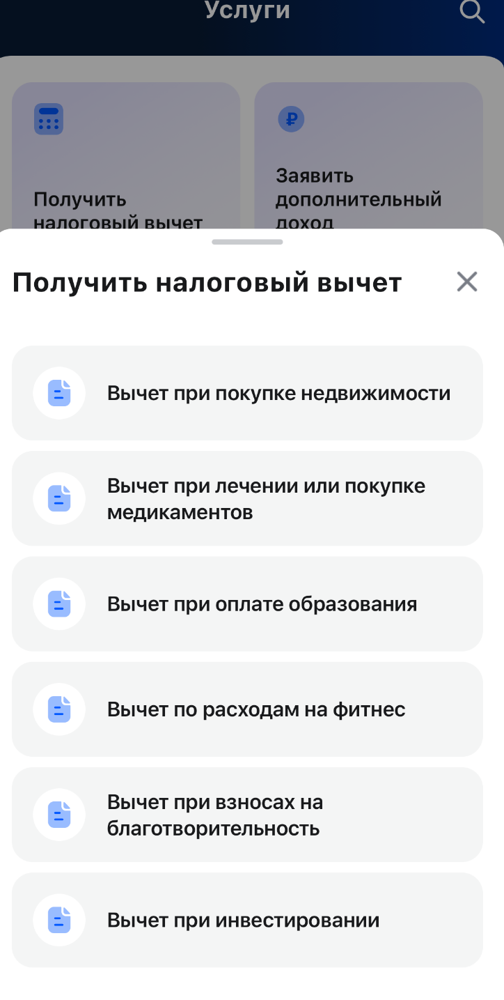 Услуги
Получить
налоговый вычет
Заявить
дополнительный
доход
Получить налоговый вычет
Вычет при покупке недвижимости
Вычет при лечении или покупке
медикаментов
Вычет при оплате образования
Вычет по расходам на фитнес
Вычет при взносах на
благотворительность
Вычет при инвестировании